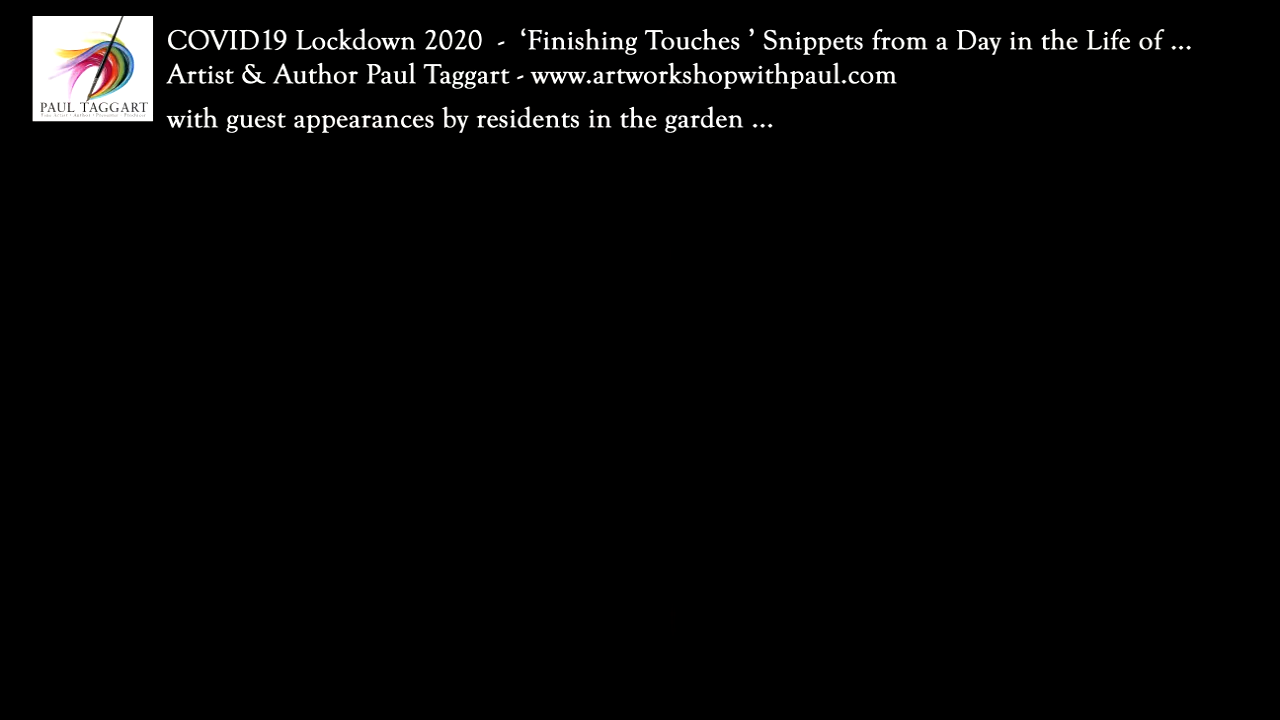 COVID19 Lockdown 2020 - ‘Finishing Touches ’ Snippets from a Day in the Life of ...
Artist & Author Paul Taggart - www.artworkshopwithpaul.com
with guest appearances by residents in the garden ...
PAUL TAGGART